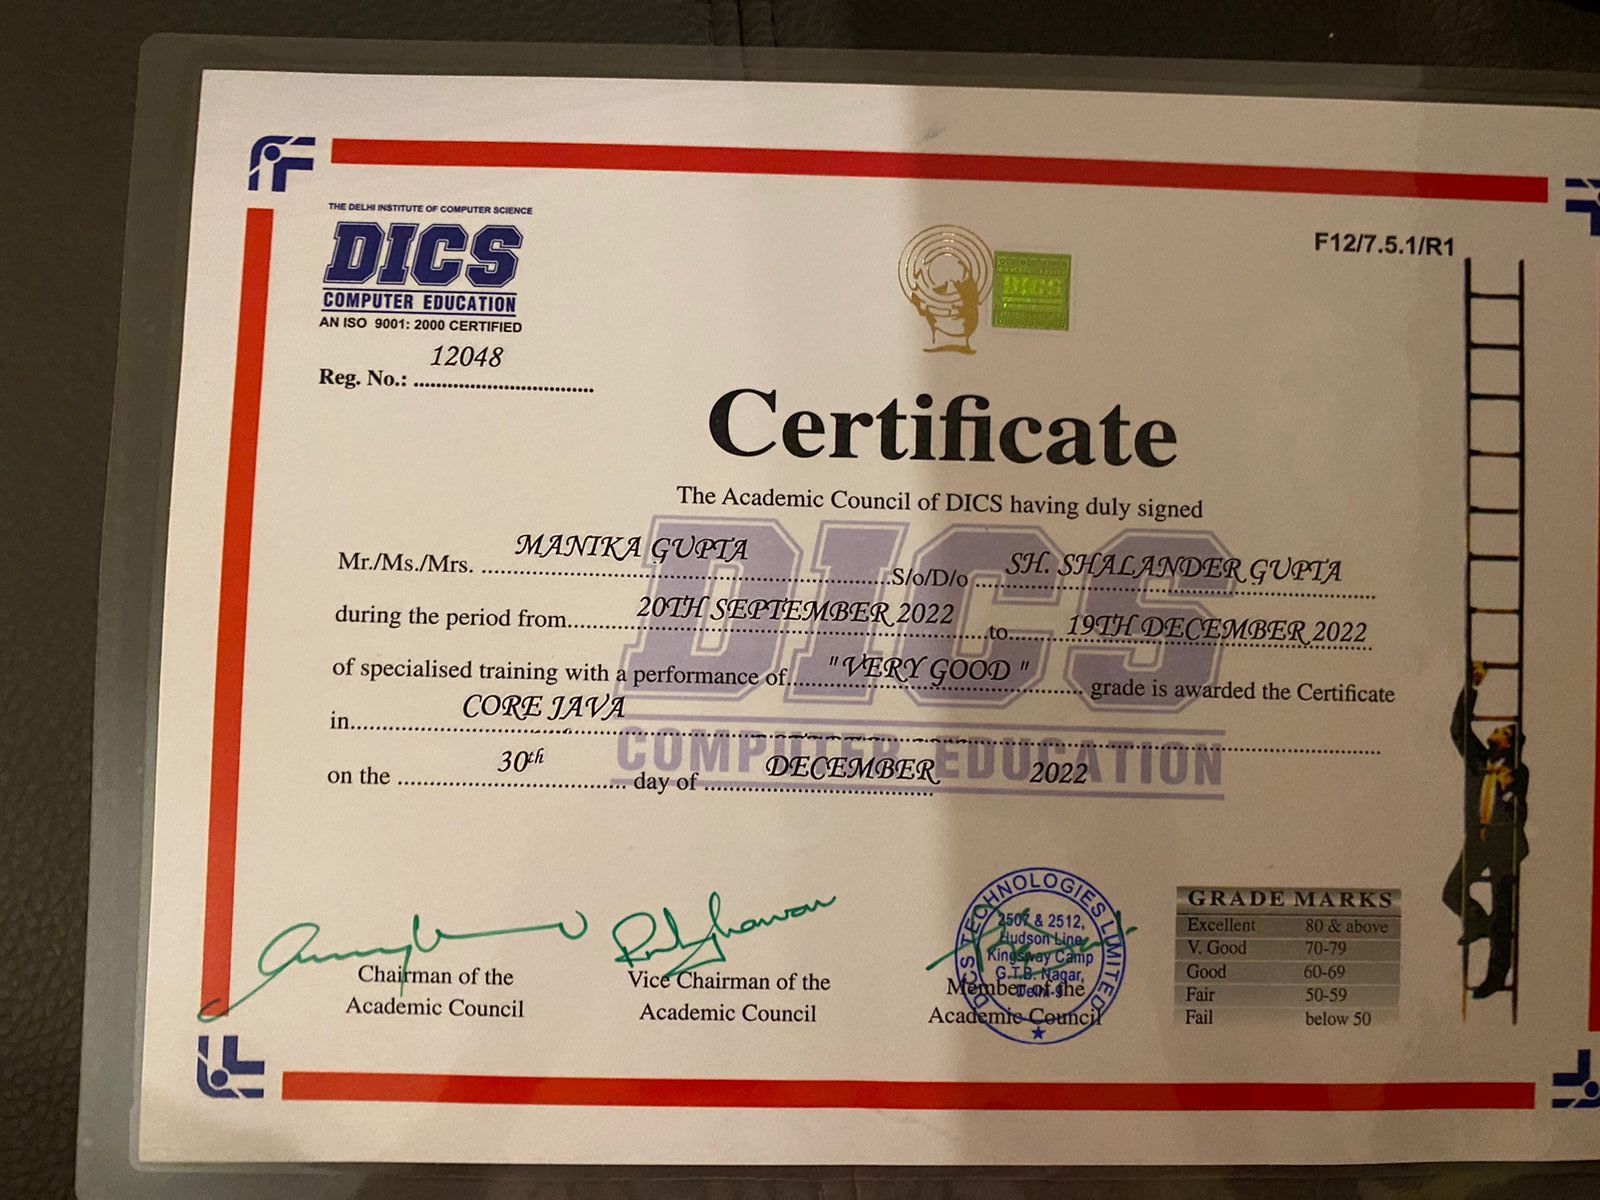 THE DELHI INSTITUTE OF COMPUTER SCIENCE
DICS
COMPUTER EDUCATION
AN ISO 9001: 2000 CERTIFIED
Reg. No.: 12048
F12/7.5.1/R1
DICS
Certificate
The Academic Council of DICS having duly signed
Mr./Ms./Mrs. MANIKA GUPTA S/o/D/o SH. SHALANDER GUPTA
during the period from 20TH SEPTEMBER 2022 to 19TH DECEMBER 2022
of specialised training with a performance of "VERY GOOD" grade is awarded the Certificate
in CORE JAVA
on the 30th day of DECEMBER 2022
DICS
COMPUTER EDUCATION
Chairman of the
Academic Council
Vice Chairman of the
Academic Council
Member of the
Academic Council
DICS TECHNOLOGIES LIMITED
2507 & 2512,
Hudson Line,
Kingsway Camp
G.T.B. Nagar,
Delhi-9
GRADE MARKS
Excellent 80 & above
V. Good 70-79
Good 60-69
Fair 50-59
Fail below 50